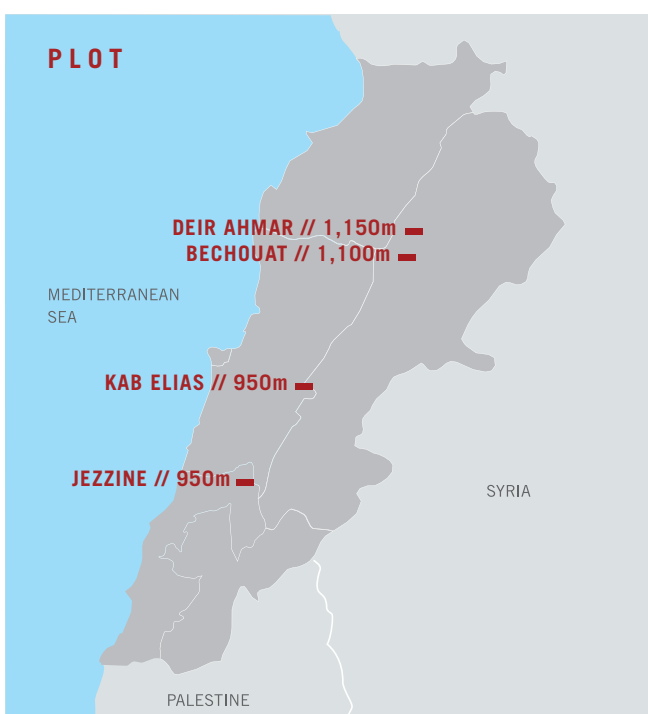 PLOT
DEIR AHMAR // 1,150m
BECHOUAT // 1,100m
MEDITERRANEAN
SEA
KAB ELIAS // 950m
JEZZINE // 950m
SYRIA
PALESTINE